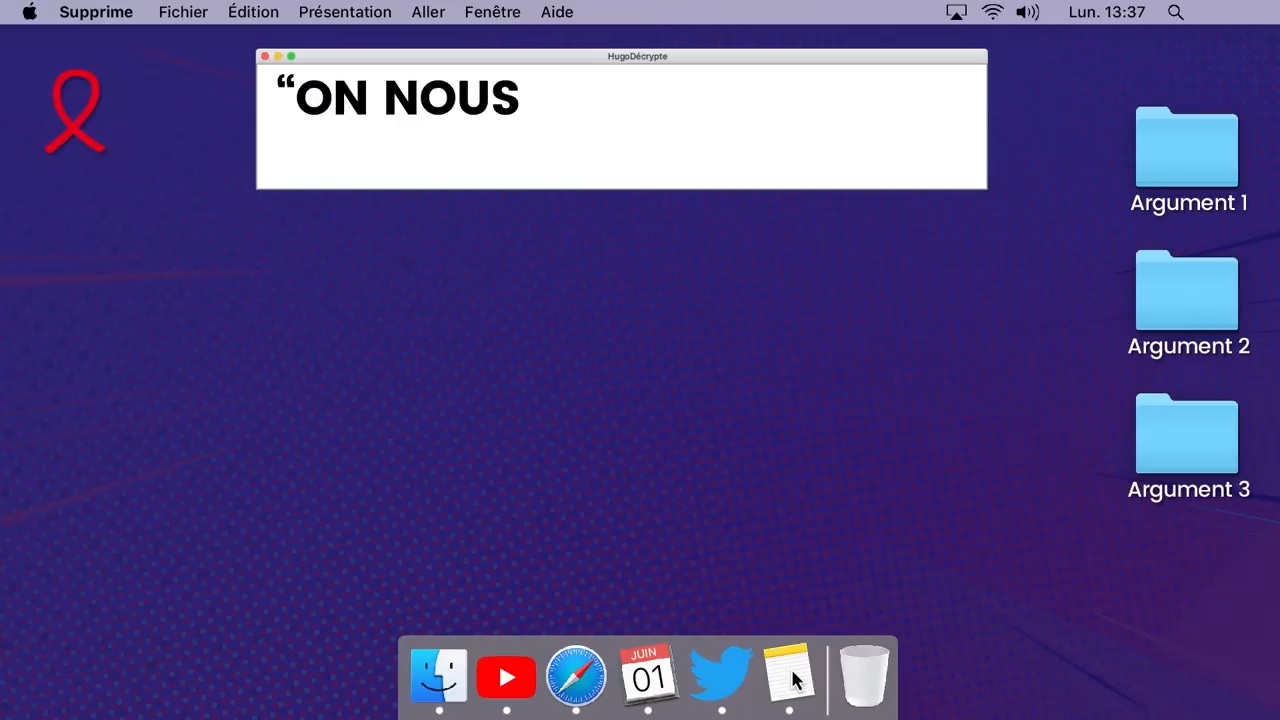 Supprime Fichier Édition Présentation Aller Fenêtre Aide Lun. 13:37
HugoDécrypte
“ON NOUS
Argument 1
Argument 2
Argument 3
JUIN
01